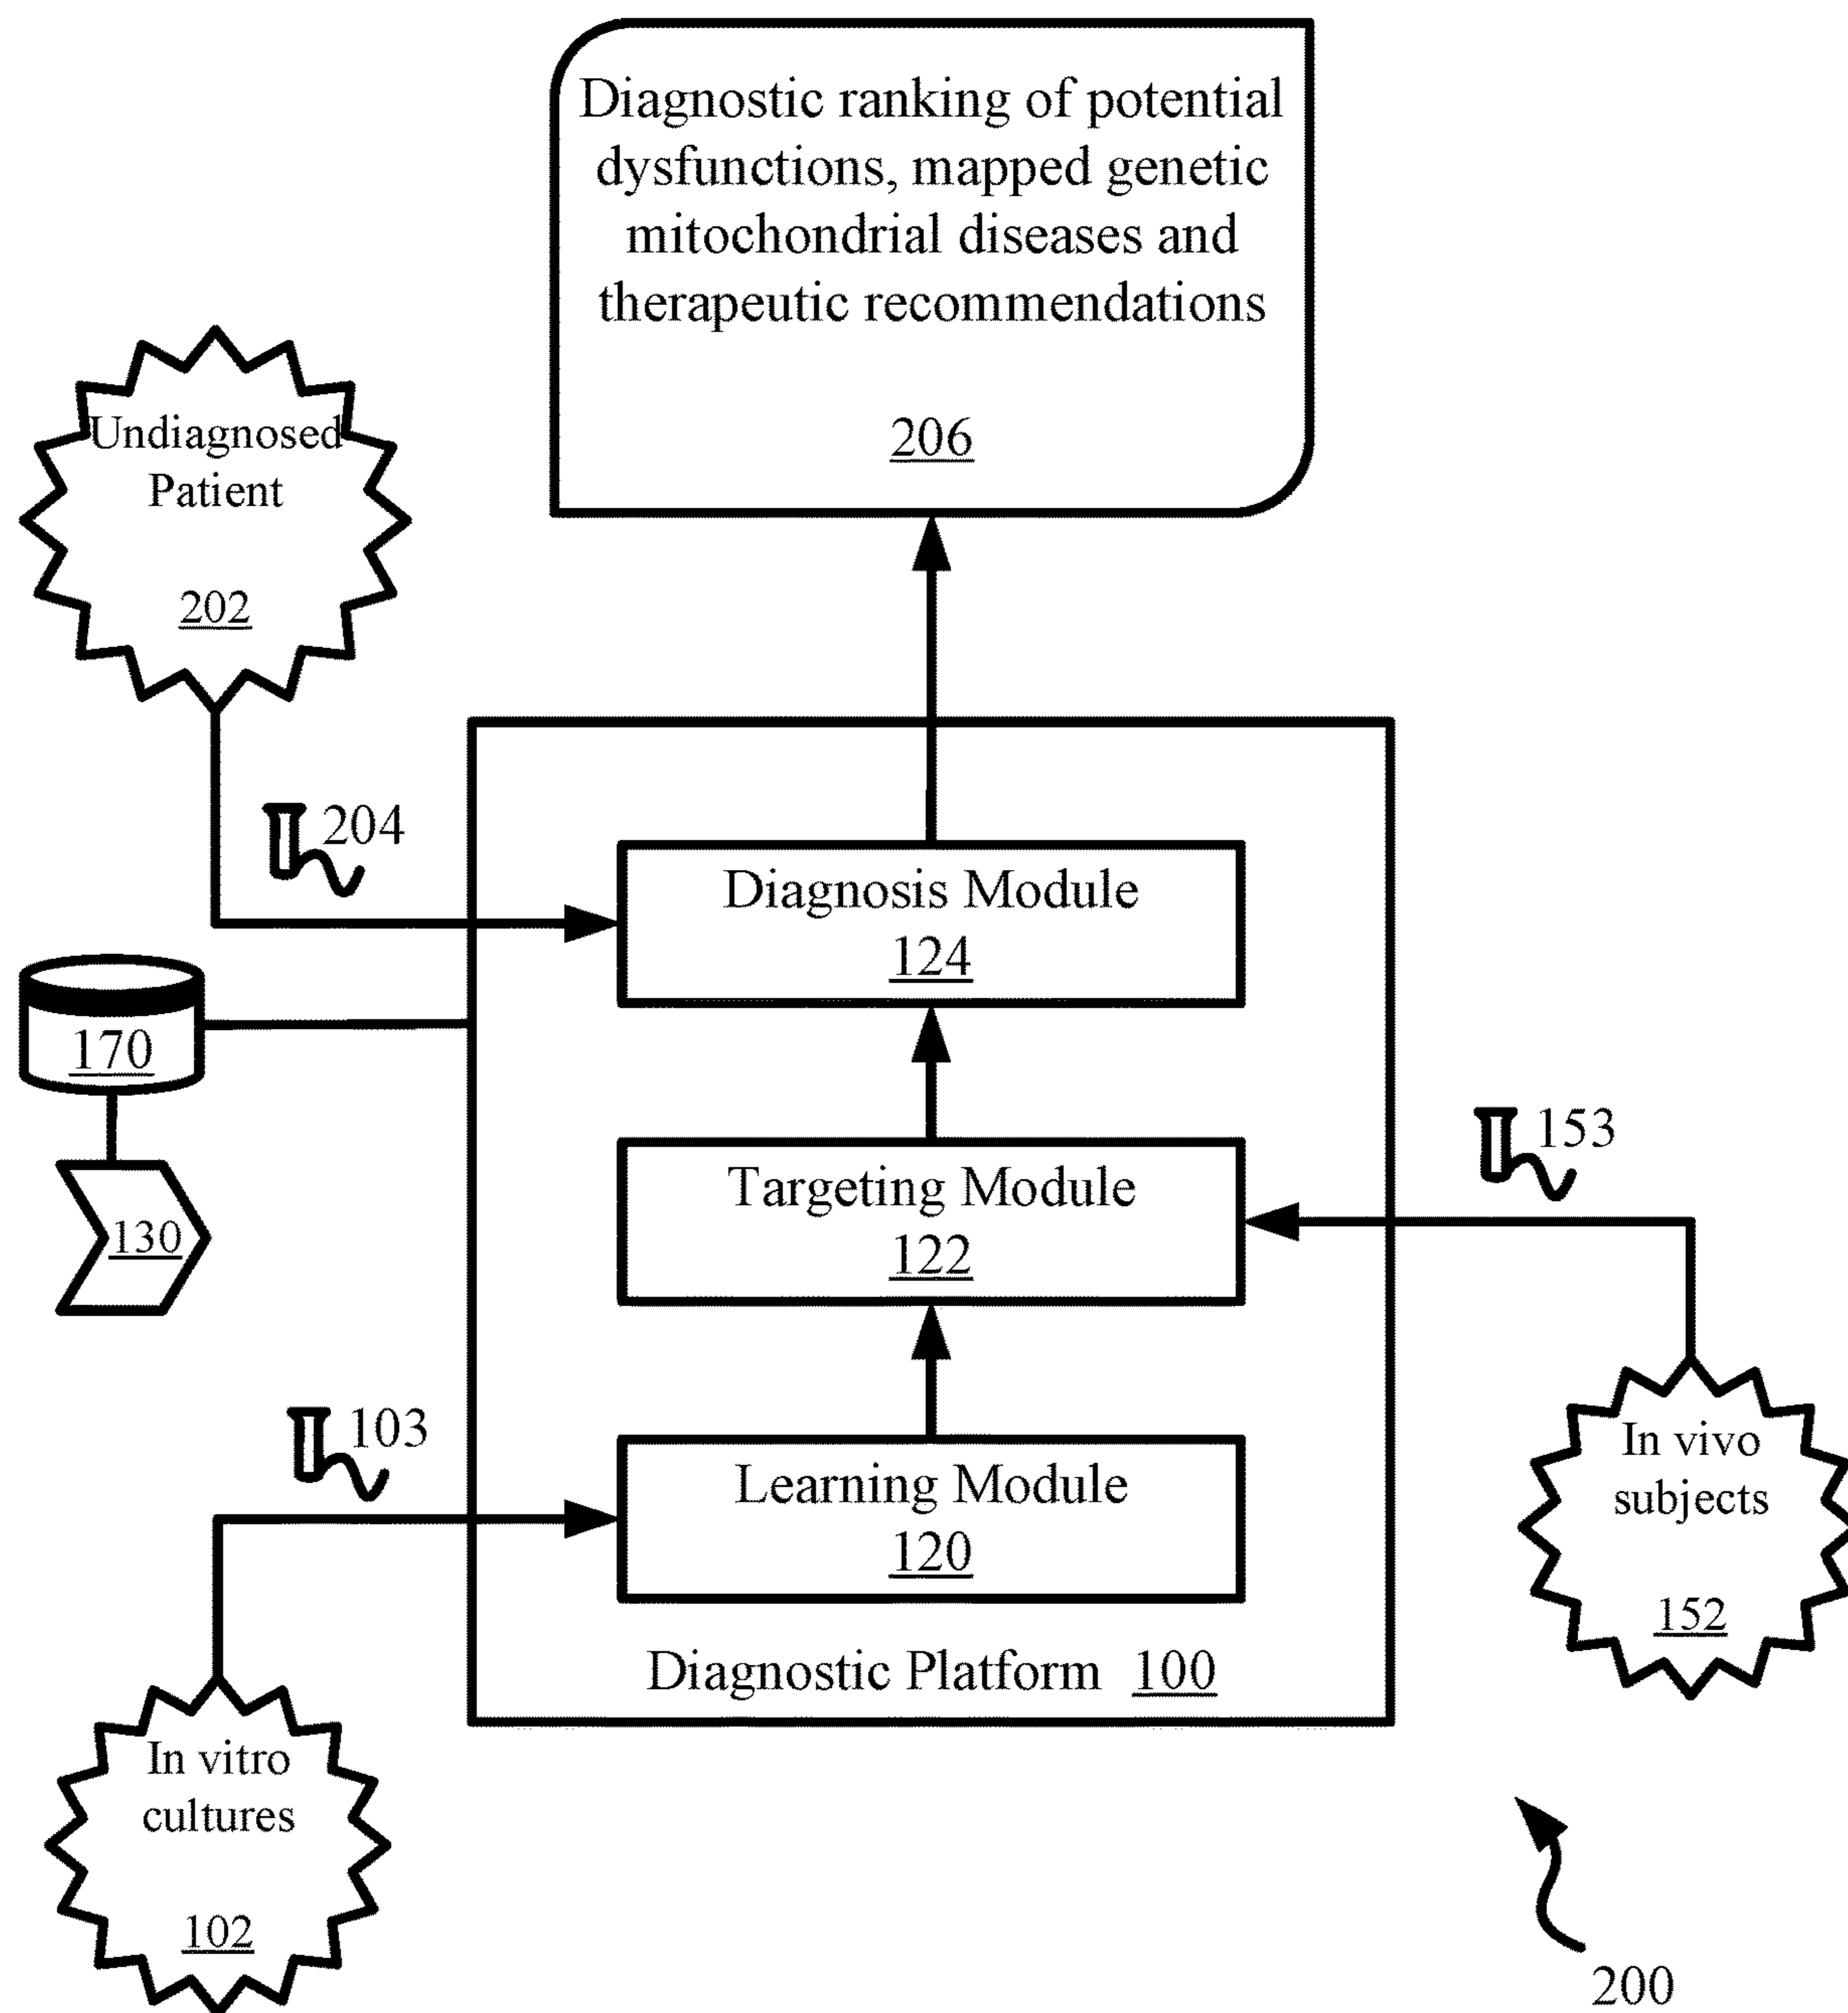 Diagnostic ranking of potential
dysfunctions, mapped genetic
mitochondrial diseases and
therapeutic recommendations
206
Undiagnosed
Patient
202
204
Diagnosis Module
124
170
130
153
Targeting Module
122
103
Learning Module
120
In vivo
subjects
152
Diagnostic Platform 100
In vitro
cultures
102
200